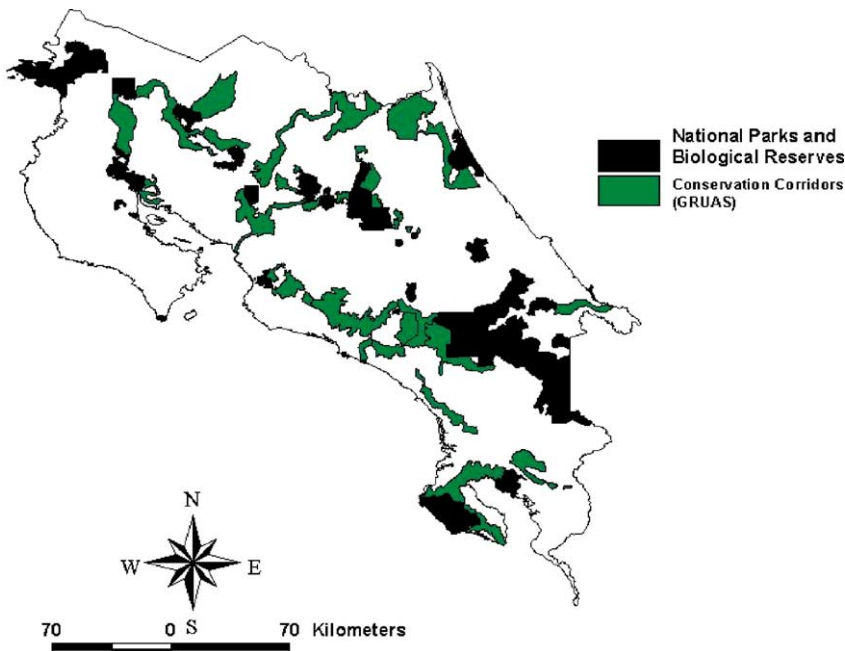 National Parks and
Biological Reserves
Conservation Corridors
(GRUAS)
N
W E
S
70 0 70 Kilometers